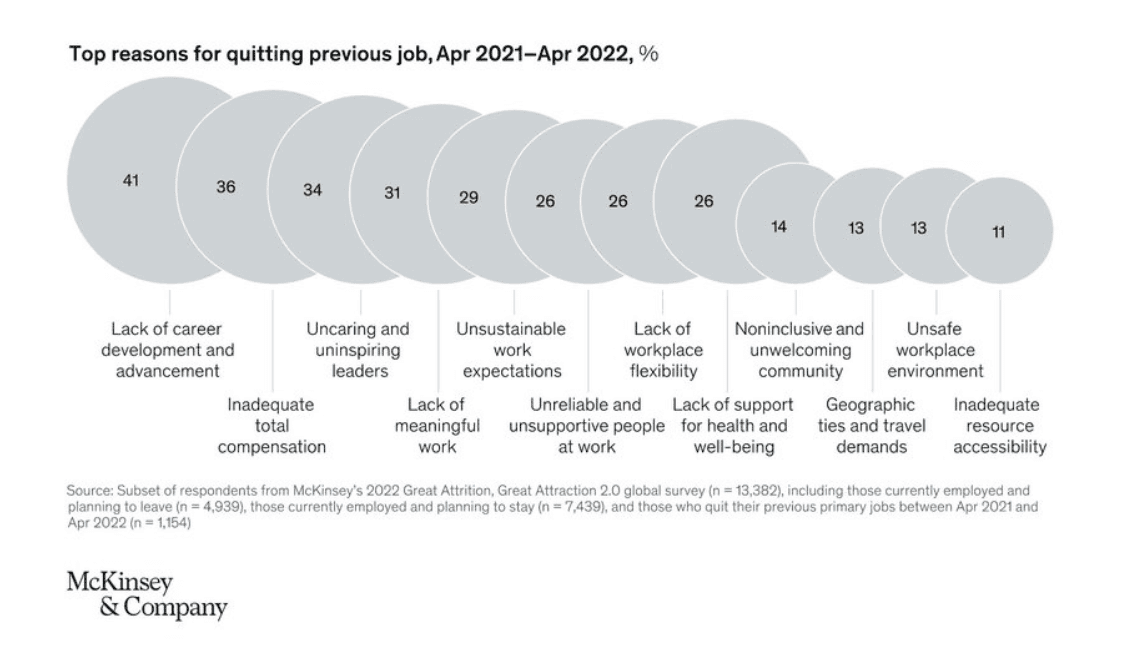 Top reasons for quitting previous job, Apr 2021–Apr 2022, %
41
36
34
31
29
26
26
26
14
13
13
11
Lack of career
development and
advancement
Inadequate
total
compensation
Uncaring and
uninspiring
leaders
Lack of
meaningful
work
Unsustainable
work
expectations
Unreliable and
unsupportive people
at work
Lack of
workplace
flexibility
Lack of support
for health and
well-being
Noninclusive and
unwelcoming
community
Geographic
ties and travel
demands
Unsafe
workplace
environment
Inadequate
resource
accessibility
Source: Subset of respondents from McKinsey's 2022 Great Attrition, Great Attraction 2.0 global survey (n = 13,382), including those currently employed and
planning to leave (n = 4,939), those currently employed and planning to stay (n = 7,439), and those who quit their previous primary jobs between Apr 2021 and
Apr 2022 (n = 1,154)
McKinsey
& Company